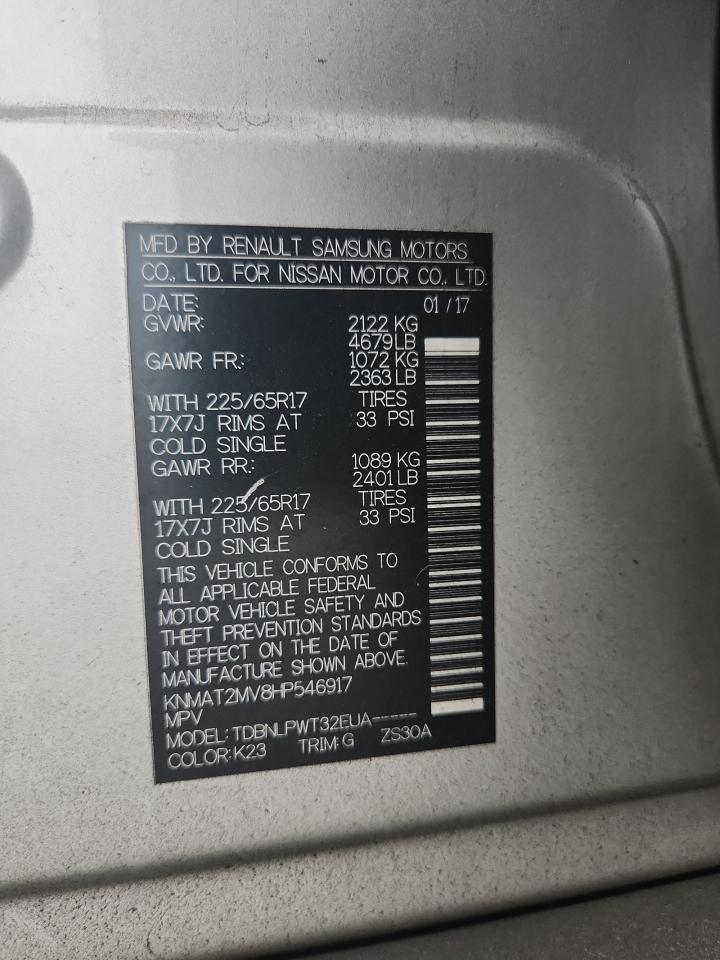 MFD BY RENAULT SAMSUNG MOTORS
CO., LTD. FOR NISSAN MOTOR CO., LTD.
DATE: 01 / 17
GVWR: 2122 KG
4679 LB
GAWR FR.: 1072 KG
2363 LB
WITH 225/65R17 TIRES
17X7J RIMS AT 33 PSI
COLD SINGLE
GAWR RR.: 1089 KG
2401 LB
WITH 225/65R17 TIRES
17X7J RIMS AT 33 PSI
COLD SINGLE
THIS VEHICLE CONFORMS TO
ALL APPLICABLE FEDERAL
MOTOR VEHICLE SAFETY AND
THEFT PREVENTION STANDARDS
IN EFFECT ON THE DATE OF
MANUFACTURE SHOWN ABOVE.
KNMAT2MV8HP546917
MPV
MODEL: TDBNLPWT32EUA-----
COLOR: K23 TRIM: G ZS30A